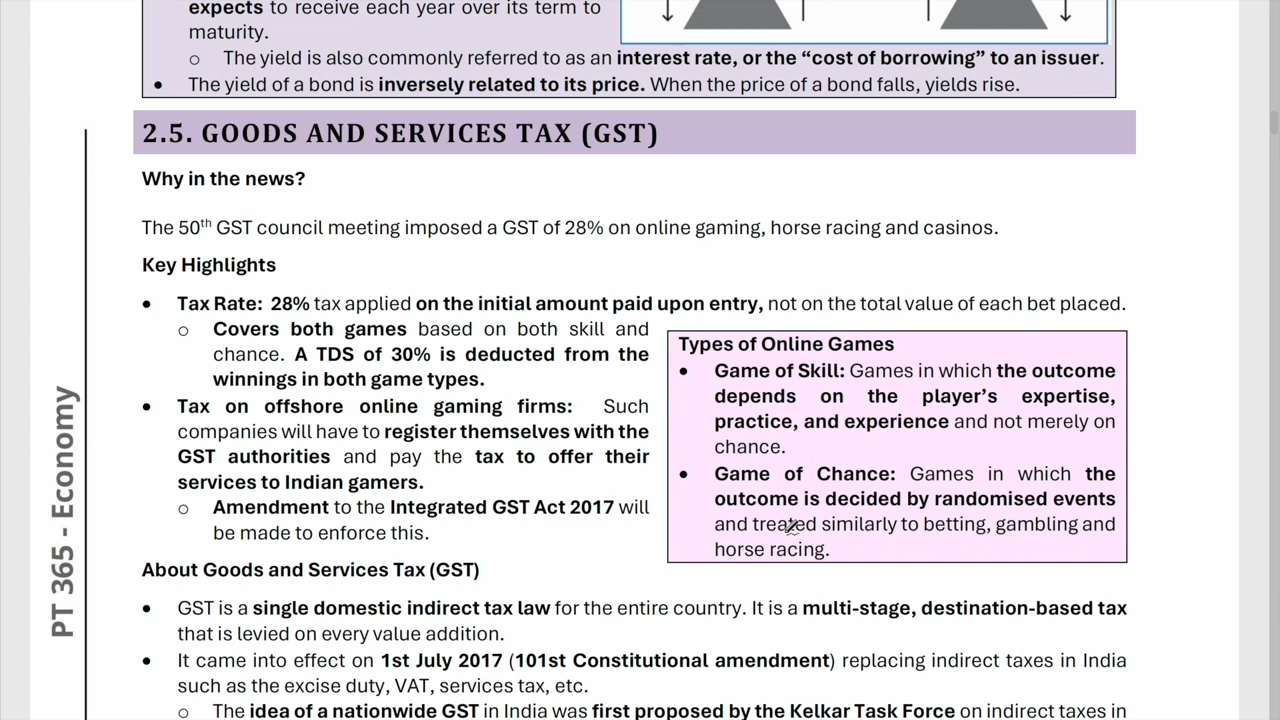 expects to receive each year over its term to
maturity.
o The yield is also commonly referred to as an interest rate, or the “cost of borrowing” to an issuer.
• The yield of a bond is inversely related to its price. When the price of a bond falls, yields rise.
2.5. GOODS AND SERVICES TAX (GST)
Why in the news?
The 50th GST council meeting imposed a GST of 28% on online gaming, horse racing and casinos.
Key Highlights
• Tax Rate: 28% tax applied on the initial amount paid upon entry, not on the total value of each bet placed.
o Covers both games based on both skill and
chance. A TDS of 30% is deducted from the
winnings in both game types.
• Tax on offshore online gaming firms: Such
companies will have to register themselves with the
GST authorities and pay the tax to offer their
services to Indian gamers.
o Amendment to the Integrated GST Act 2017 will
be made to enforce this.
Types of Online Games
• Game of Skill: Games in which the outcome
depends on the player’s expertise,
practice, and experience and not merely on
chance.
• Game of Chance: Games in which the
outcome is decided by randomised events
and treated similarly to betting, gambling and
horse racing.
About Goods and Services Tax (GST)
• GST is a single domestic indirect tax law for the entire country. It is a multi-stage, destination-based tax
that is levied on every value addition.
• It came into effect on 1st July 2017 (101st Constitutional amendment) replacing indirect taxes in India
such as the excise duty, VAT, services tax, etc.
o The idea of a nationwide GST in India was first proposed by the Kelkar Task Force on indirect taxes in
PT 365 - Economy